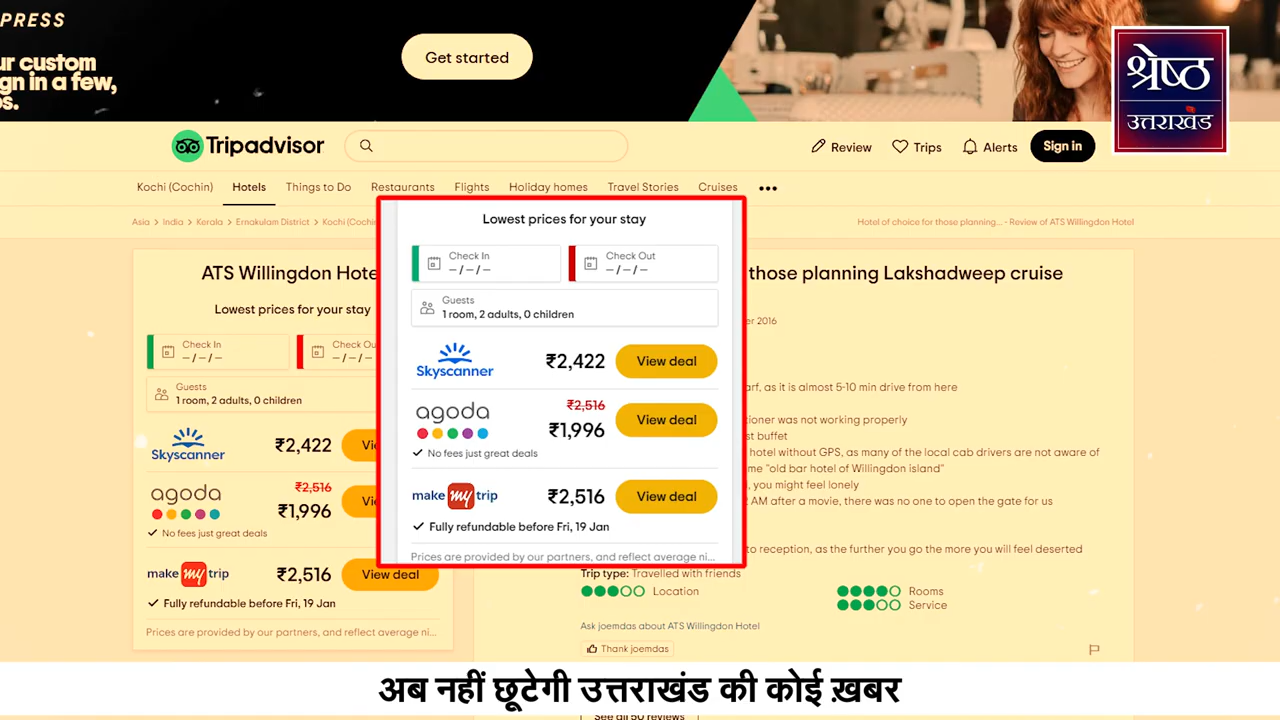 PRESS
ur custom
gn in a few,
os.
Get started
श्रेष्ठ
उत्तराखंड
Tripadvisor
Review
Trips
Alerts
Sign in
Kochi (Cochin)
Hotels
Things to Do
Restaurants
Flights
Holiday homes
Travel Stories
Cruises
Asia > India > Kerala > Ernakulam District > Kochi (Cochin
Hotel of choice for those planning... - Review of ATS Willingdon Hotel
ATS Willingdon Hote
Lowest prices for your stay
Check In
– / – / –
Check Ou
– / – / –
Guests
1 room, 2 adults, 0 children
Skyscanner
₹2,422
Vi
agoda
₹2,516
₹1,996
Vi
No fees just great deals
make my trip
₹2,516
View deal
Fully refundable before Fri, 19 Jan
Prices are provided by our partners, and reflect average ni...
Lowest prices for your stay
Check In
– / – / –
Check Out
– / – / –
Guests
1 room, 2 adults, 0 children
Skyscanner
₹2,422
View deal
agoda
₹2,516
₹1,996
View deal
No fees just great deals
make my trip
₹2,516
View deal
Fully refundable before Fri, 19 Jan
Prices are provided by our partners, and reflect average ni...
those planning Lakshadweep cruise
er 2016
arf, as it is almost 5-10 min drive from here
tioner was not working properly
st buffet
hotel without GPS, as many of the local cab drivers are not aware of
me "old bar hotel of Willingdon island"
, you might feel lonely
2 AM after a movie, there was no one to open the gate for us
to reception, as the further you go the more you will feel deserted
Trip type: Travelled with friends
Location
Rooms
Service
Ask joemdas about ATS Willingdon Hotel
Thank joemdas
See all 50 reviews
अब नहीं छूटेगी उत्तराखंड की कोई ख़बर